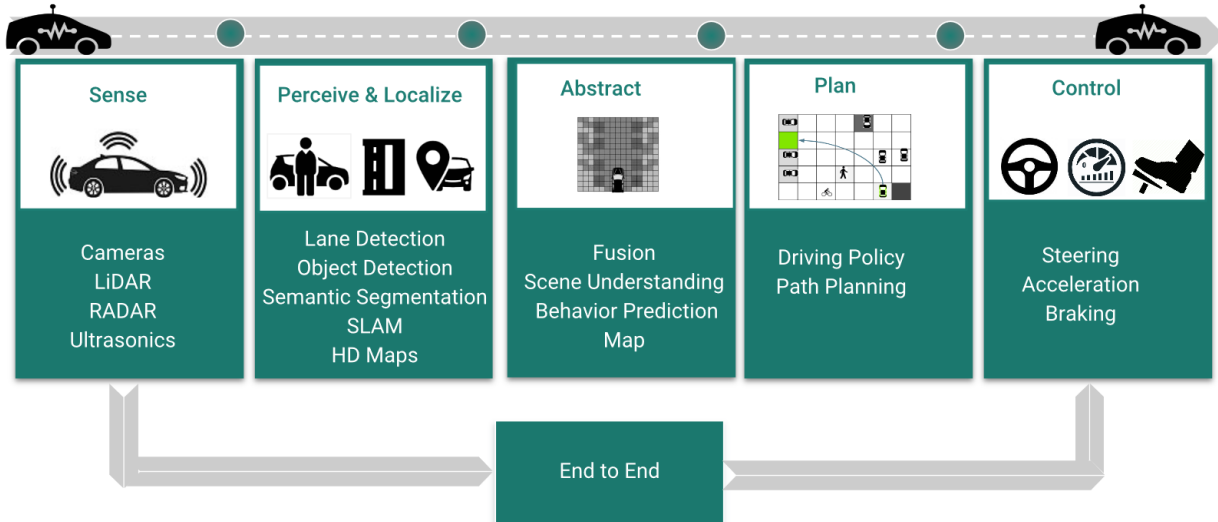 Sense
Cameras
LiDAR
RADAR
Ultrasonics
Perceive & Localize
Lane Detection
Object Detection
Semantic Segmentation
SLAM
HD Maps
Abstract
Fusion
Scene Understanding
Behavior Prediction
Map
Plan
Driving Policy
Path Planning
Control
Steering
Acceleration
Braking
End to End